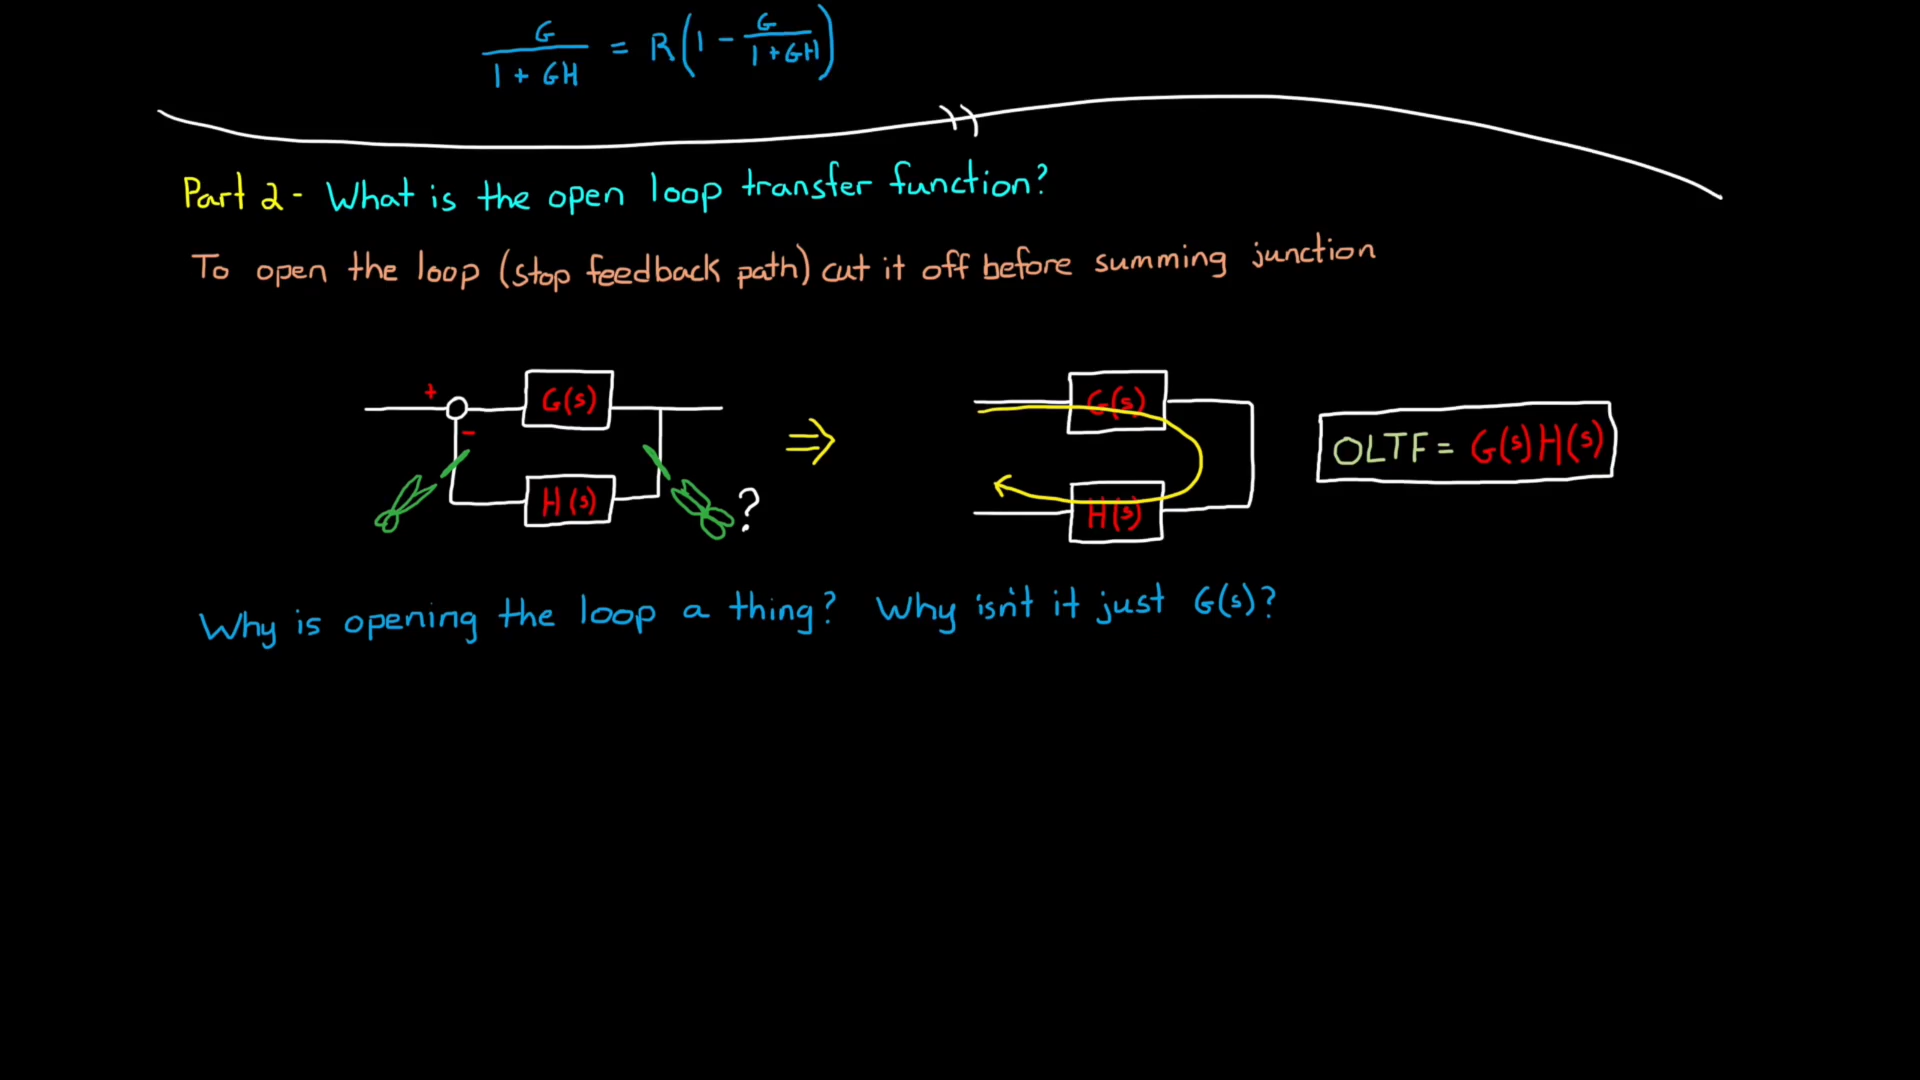 G/(1 + GH) = R(1 - G/(1 + GH))
Part 2 - What is the open loop transfer function?
To open the loop (stop feedback path) cut it off before summing junction
+ G(s) G(s)
- OLTF = G(s)H(s)
H(s) ? H(s)
Why is opening the loop a thing? Why isn't it just G(s)?